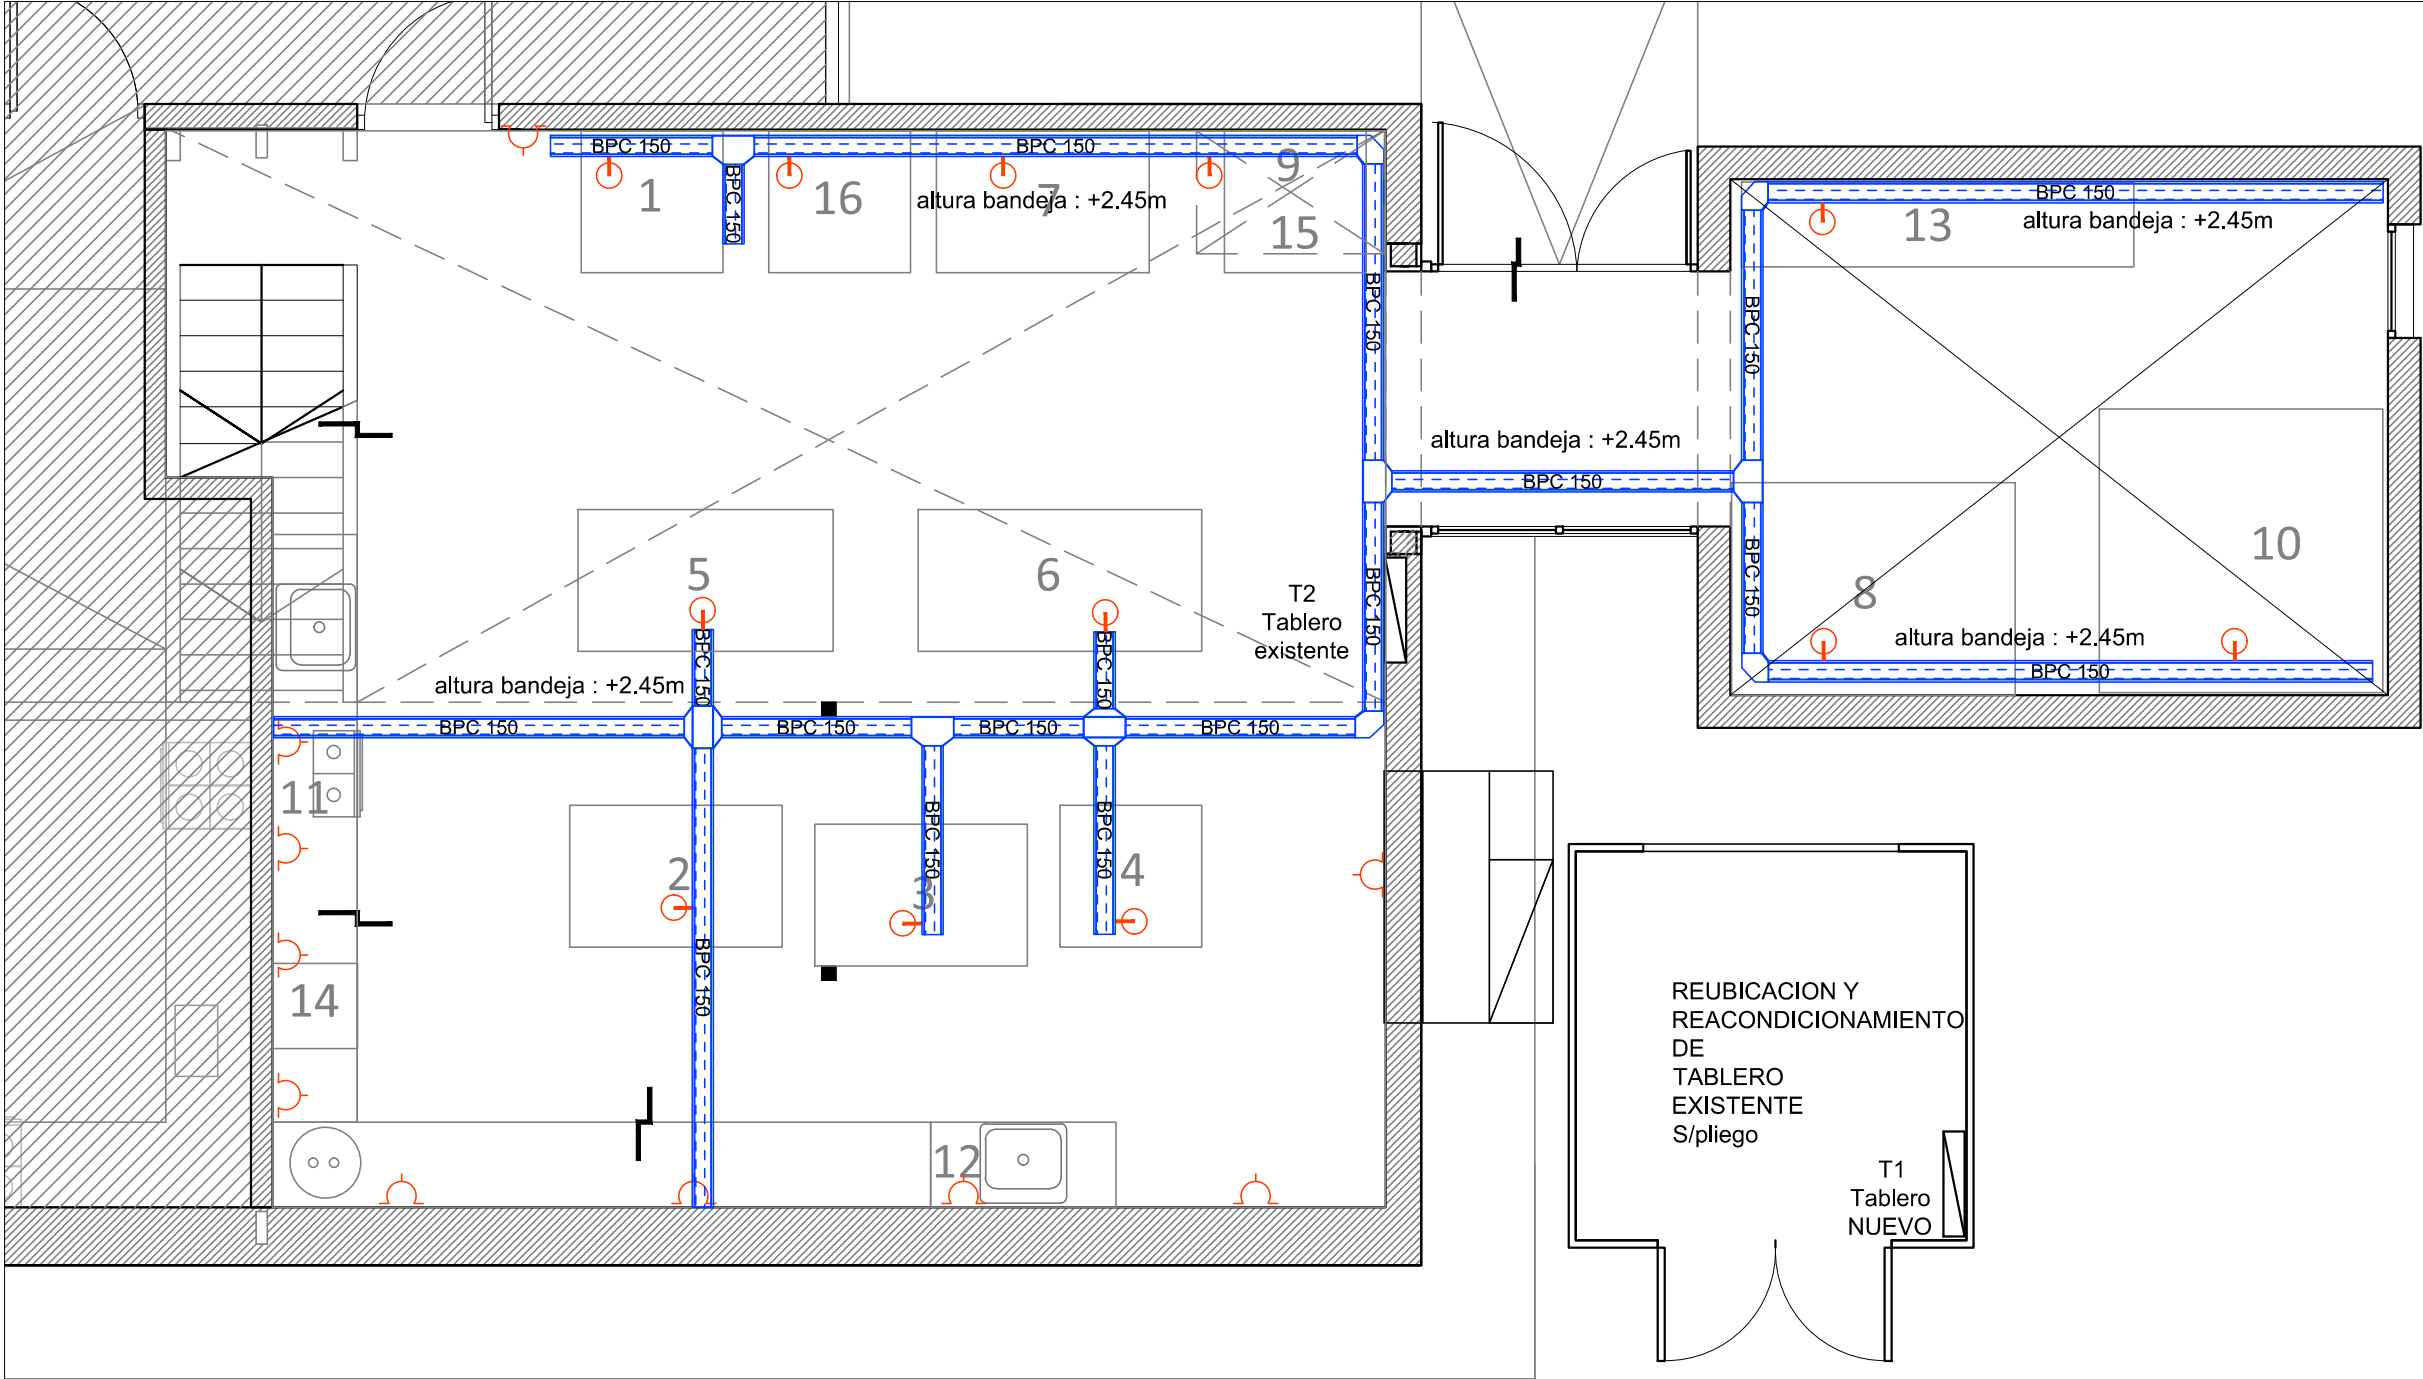 BPC 150
BPC 150
BPC 150
1
16
7
9
15
altura bandeja : +2.45m
BPC 150
13
altura bandeja : +2.45m
BPC 150
BPC 150
altura bandeja : +2.45m
BPC 150
5
6
T2
Tablero
existente
BPC 150
BPC 150
10
8
altura bandeja : +2.45m
BPC 150
BPC 150
BPC 150
altura bandeja : +2.45m
BPC 150
BPC 150
BPC 150
BPC 150
11
2
3
4
BPC 150
BPC 150
BPC 150
14
12
REUBICACION Y
REACONDICIONAMIENTO
DE
TABLERO
EXISTENTE
S/pliego
T1
Tablero
NUEVO